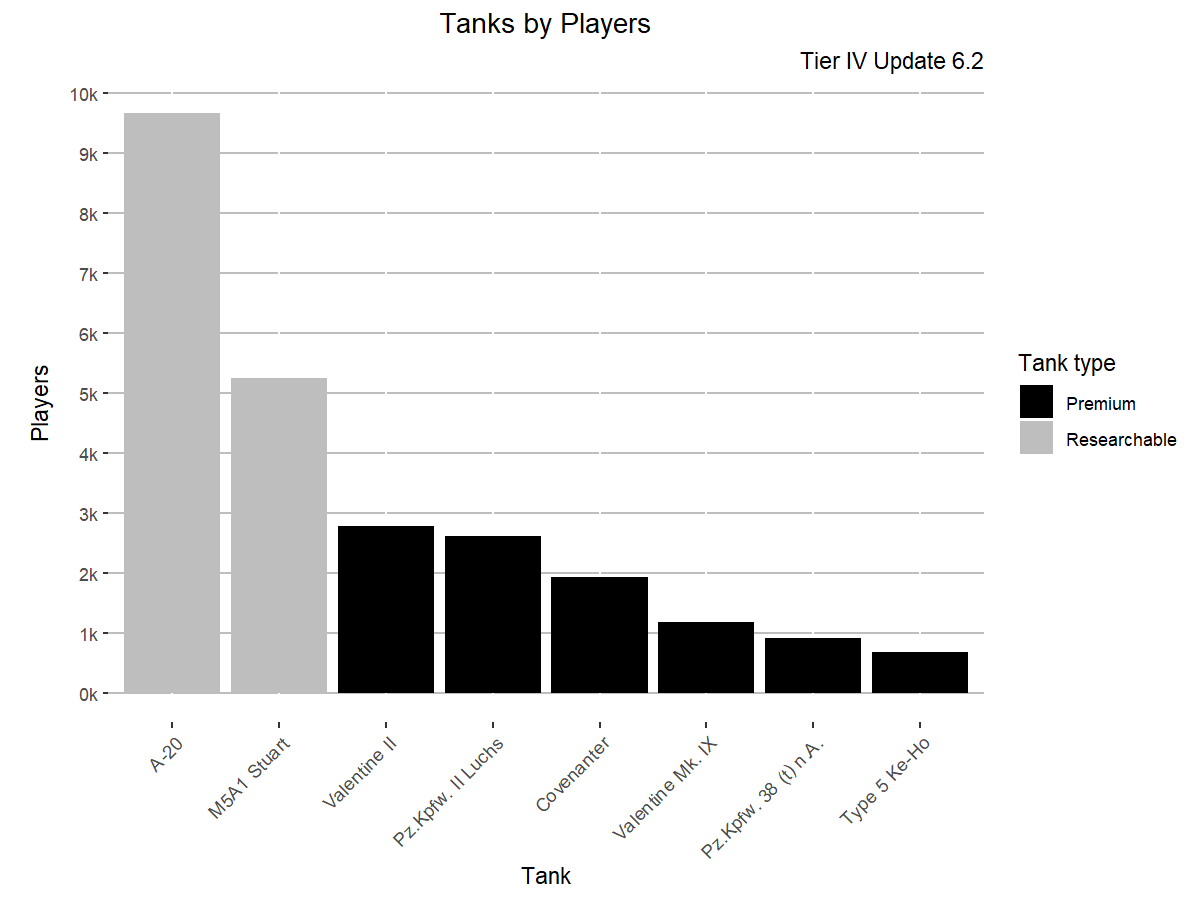 Tanks by Players
Tier IV Update 6.2
10k
9k
8k
7k
6k
5k
4k
3k
2k
1k
0k
Players
A-20
M5A1 Stuart
Valentine II
Pz.Kpfw. II Luchs
Covenanter
Valentine Mk. IX
Pz.Kpfw. 38 (t) n A.
Type 5 Ke-Ho
Tank
Tank type
Premium
Researchable